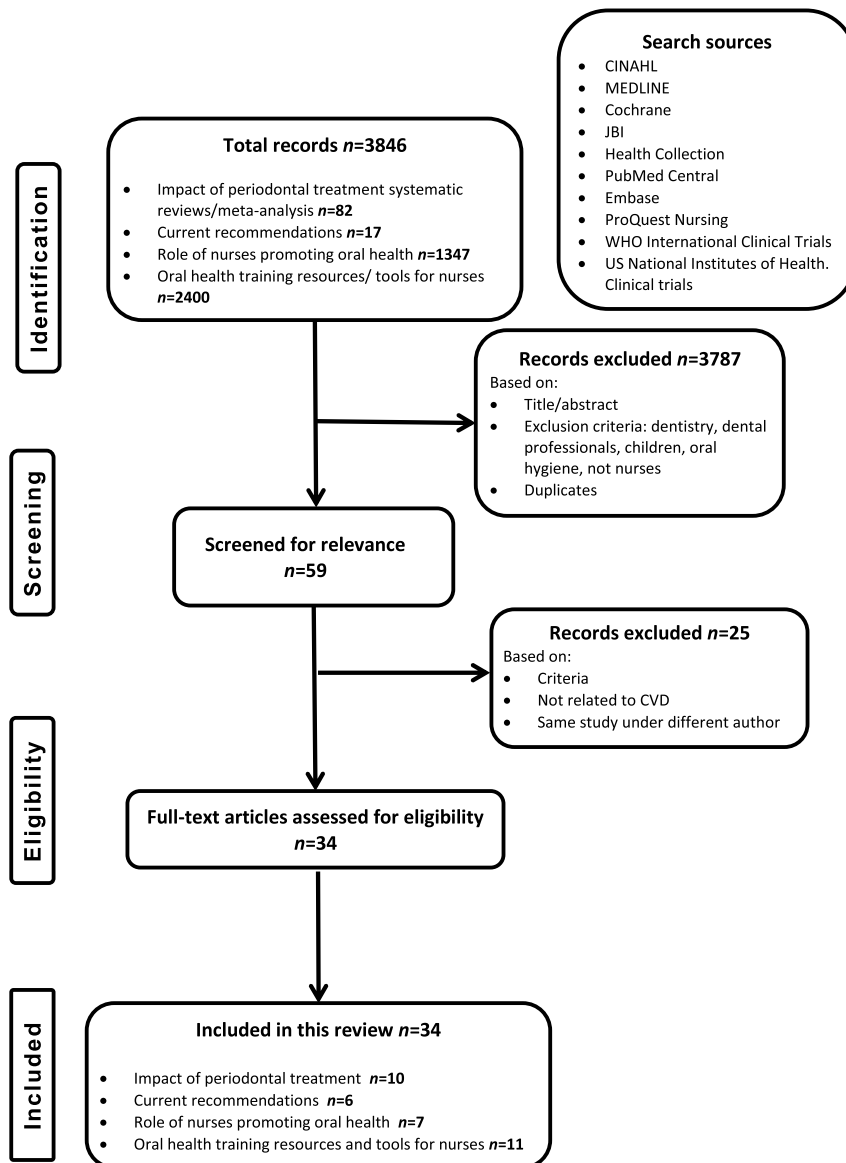 Search sources
• CINAHL
• MEDLINE
• Cochrane
• JBI
• Health Collection
• PubMed Central
• Embase
• ProQuest Nursing
• WHO International Clinical Trials
• US National Institutes of Health.
Clinical trials
Identification
Total records n=3846
• Impact of periodontal treatment systematic
reviews/meta-analysis n=82
• Current recommendations n=17
• Role of nurses promoting oral health n=1347
• Oral health training resources/ tools for nurses
n=2400
Records excluded n=3787
Based on:
• Title/abstract
• Exclusion criteria: dentistry, dental
professionals, children, oral
hygiene, not nurses
• Duplicates
Screening
Screened for relevance
n=59
Records excluded n=25
Based on:
• Criteria
• Not related to CVD
• Same study under different author
Eligibility
Full-text articles assessed for eligibility
n=34
Included
Included in this review n=34
• Impact of periodontal treatment n=10
• Current recommendations n=6
• Role of nurses promoting oral health n=7
• Oral health training resources and tools for nurses n=11